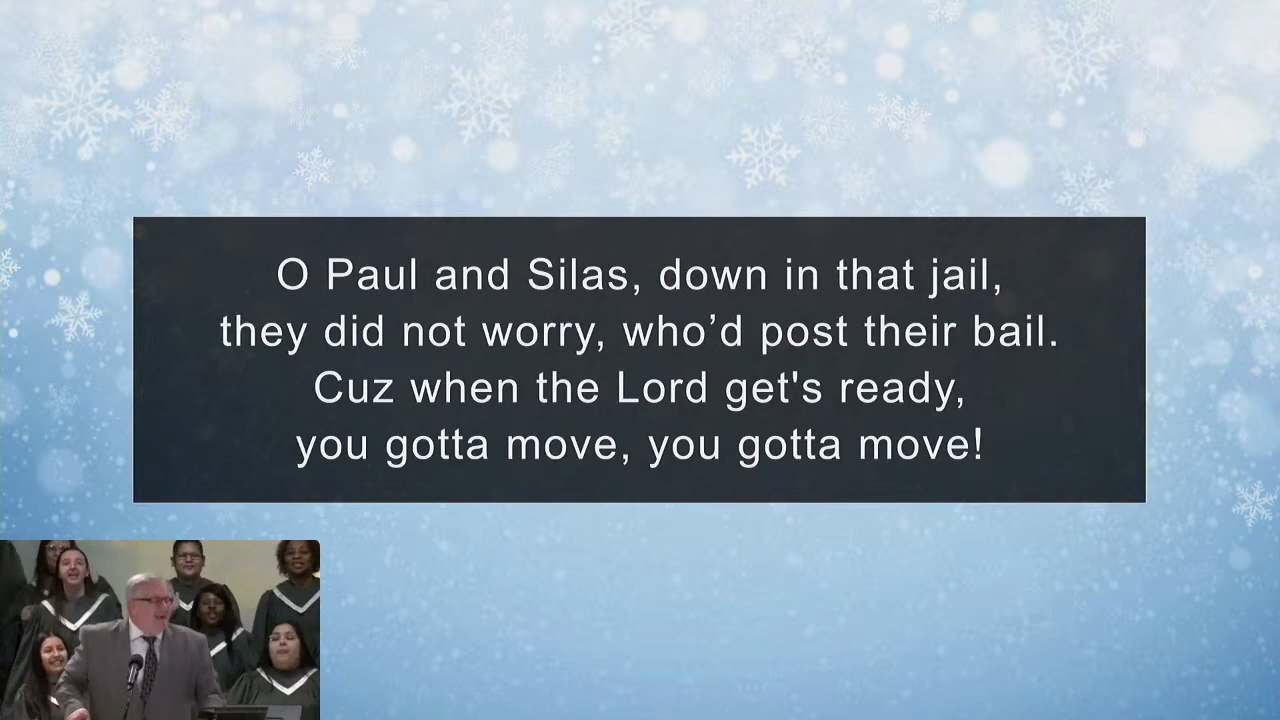 O Paul and Silas, down in that jail,
they did not worry, who’d post their bail.
Cuz when the Lord get's ready,
you gotta move, you gotta move!